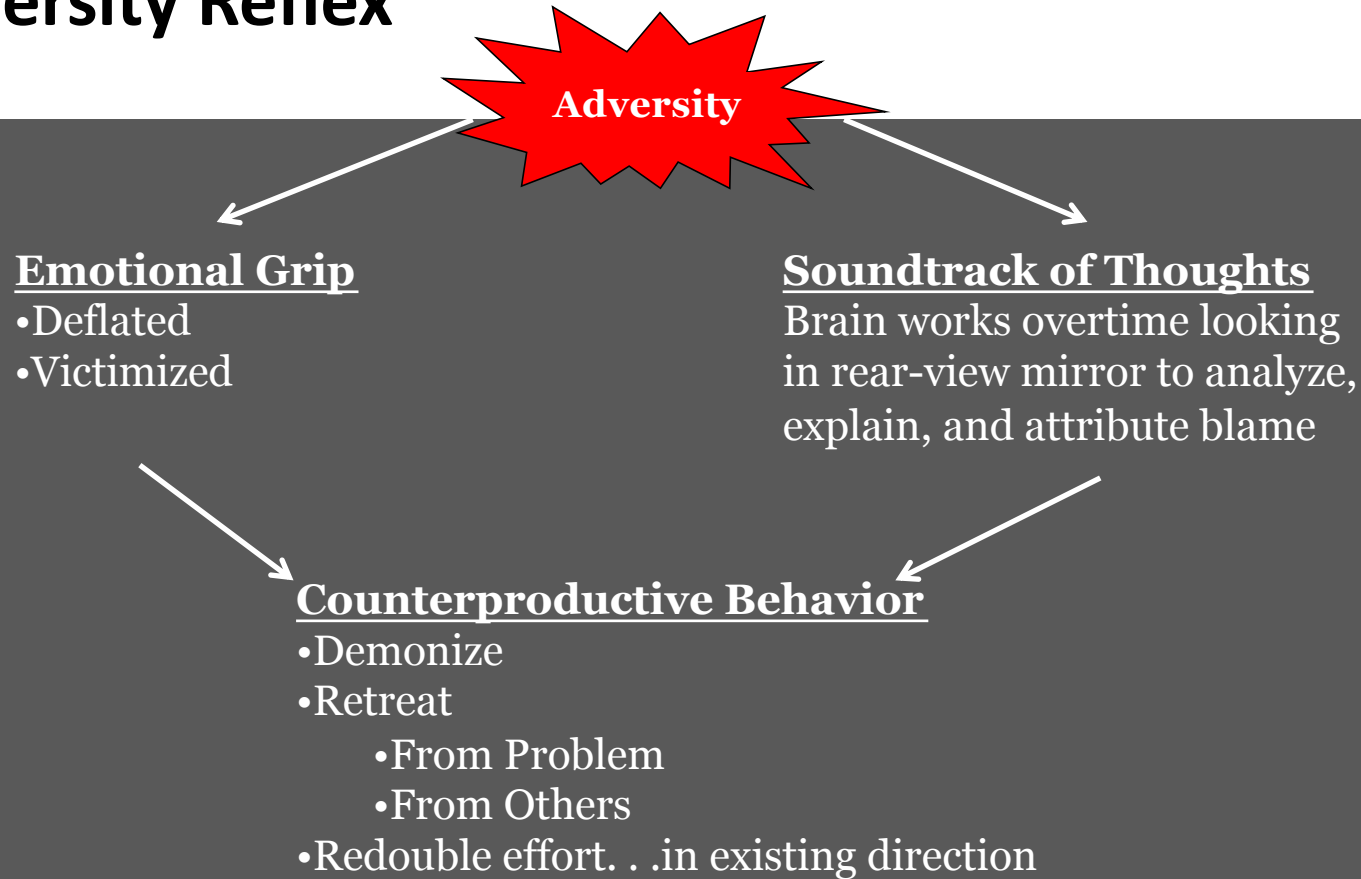 ersity Reflex
Adversity
Emotional Grip
•Deflated
•Victimized
Soundtrack of Thoughts
Brain works overtime looking
in rear-view mirror to analyze,
explain, and attribute blame
Counterproductive Behavior
•Demonize
•Retreat
•From Problem
•From Others
•Redouble effort. . .in existing direction